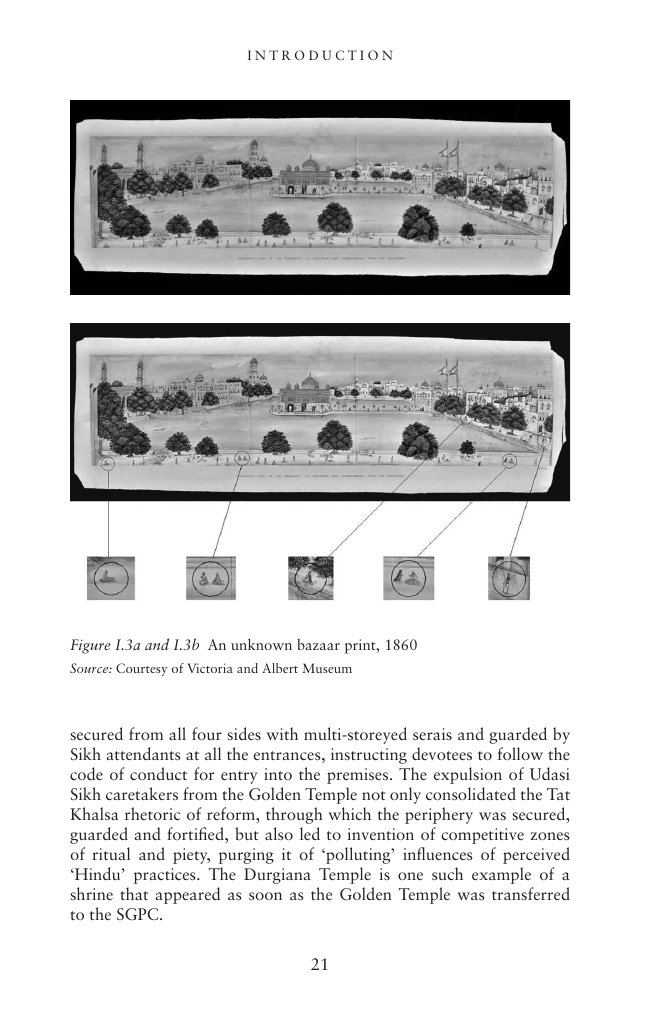 INTRODUCTION
Figure I.3a and I.3b An unknown bazaar print, 1860
Source: Courtesy of Victoria and Albert Museum
secured from all four sides with multi-storeyed serais and guarded by
Sikh attendants at all the entrances, instructing devotees to follow the
code of conduct for entry into the premises. The expulsion of Udasi
Sikh caretakers from the Golden Temple not only consolidated the Tat
Khalsa rhetoric of reform, through which the periphery was secured,
guarded and fortified, but also led to invention of competitive zones
of ritual and piety, purging it of ‘polluting’ influences of perceived
‘Hindu’ practices. The Durgiana Temple is one such example of a
shrine that appeared as soon as the Golden Temple was transferred
to the SGPC.
21